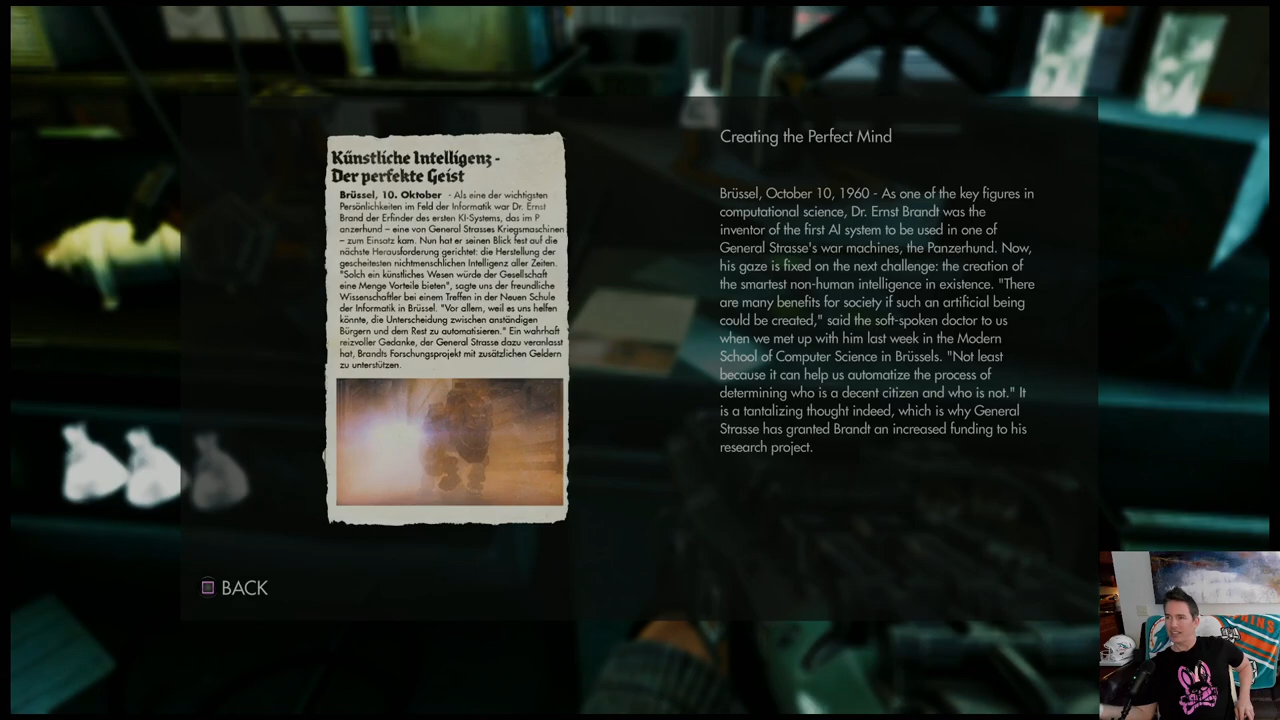 Künstliche Intelligenz -
Der perfekte Geist
Brüssel, 10. Oktober - Als eine der wichtigsten
Persönlichkeiten im Feld der Informatik war Dr. Ernst
Brand der Erfinder des ersten KI-Systems, das im P
anzerhund – eine von General Strasses Kriegsmaschinen
– zum Einsatz kam. Nun hat er seinen Blick fest auf die
nächste Herausforderung gerichtet: die Herstellung der
gescheitesten nichtmenschlichen Intelligenz aller Zeiten.
"Solch ein künstliches Wesen würde der Gesellschaft
eine Menge Vorteile bieten", sagte uns der freundliche
Wissenschaftler bei einem Treffen in der Neuen Schule
der Informatik in Brüssel. "Vor allem, weil es uns helfen
könnte, die Unterscheidung zwischen anständigen
Bürgern und dem Rest zu automatisieren." Ein wahrhaft
reizvoller Gedanke, der General Strasse dazu veranlasst
hat, Brandts Forschungsprojekt mit zusätzlichen Geldern
zu unterstützen.
Creating the Perfect Mind
Brüssel, October 10, 1960 - As one of the key figures in
computational science, Dr. Ernst Brandt was the
inventor of the first AI system to be used in one of
General Strasse's war machines, the Panzerhund. Now,
his gaze is fixed on the next challenge: the creation of
the smartest non-human intelligence in existence. "There
are many benefits for society if such an artificial being
could be created," said the soft-spoken doctor to us
when we met up with him last week in the Modern
School of Computer Science in Brüssels. "Not least
because it can help us automatize the process of
determining who is a decent citizen and who is not." It
is a tantalizing thought indeed, which is why General
Strasse has granted Brandt an increased funding to his
research project.
BACK